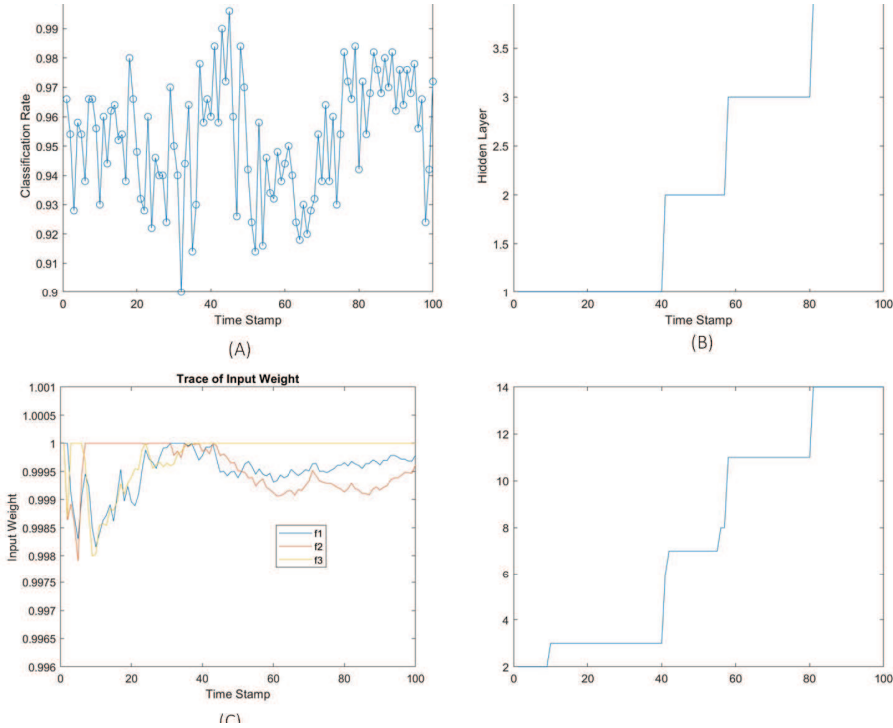 0.99
0.98
0.97
0.96
0.95
0.94
0.93
0.92
0.91
0.9
0 20 40 60 80 100
Classification Rate
Time Stamp
(A)
3.5
3
2.5
2
1.5
1
0 20 40 60 80 100
Hidden Layer
Time Stamp
(B)
Trace of Input Weight
1.001
1.0005
1
0.9995
0.999
0.9985
0.998
0.9975
0.997
0.9965
0.996
0 20 40 60 80 100
Input Weight
f1
f2
f3
Time Stamp
(C)
14
12
10
8
6
4
2
0 20 40 60 80 100